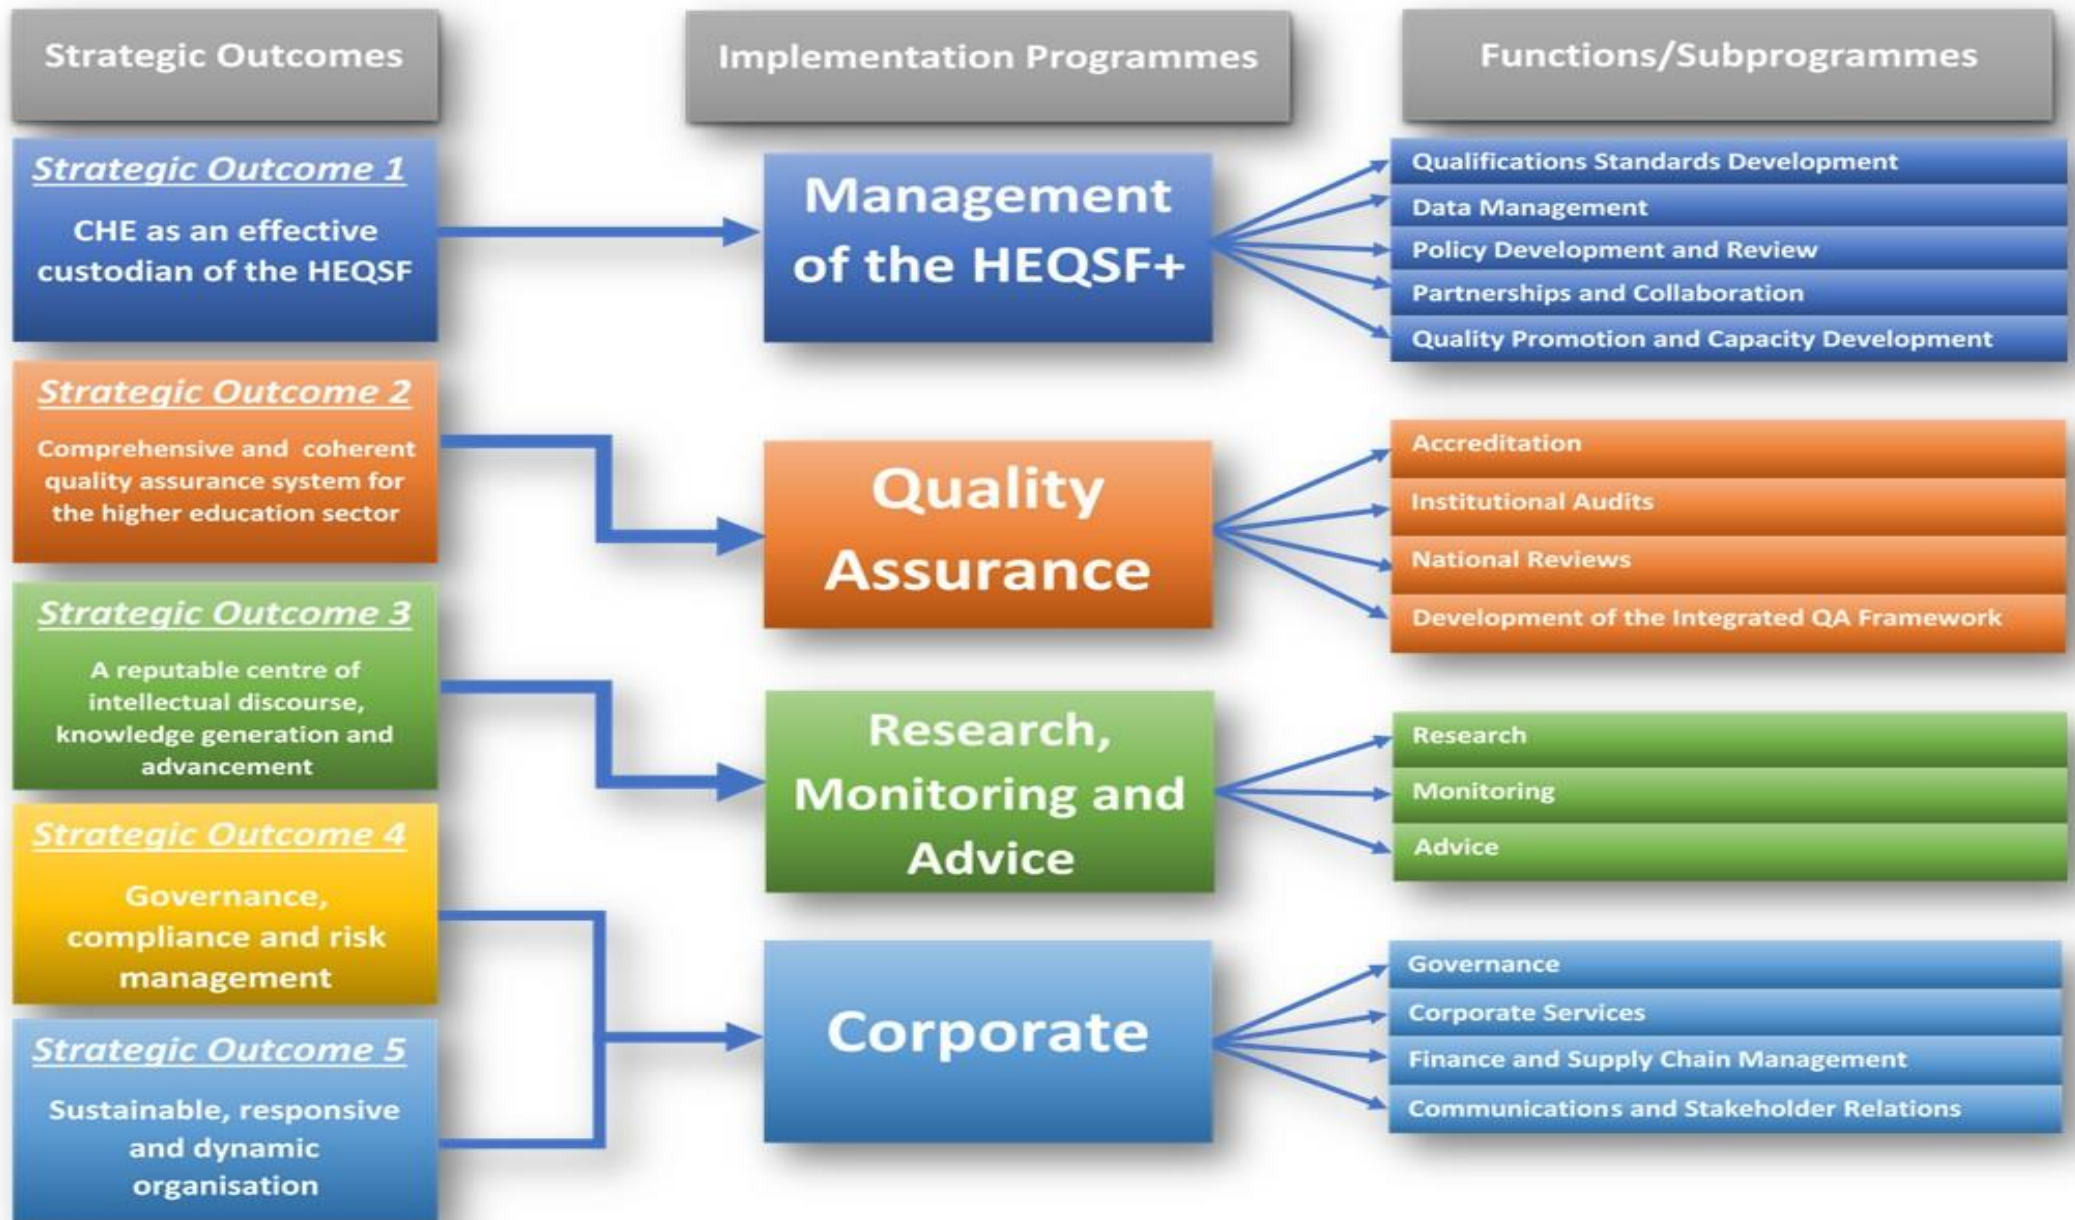 Strategic Outcomes
Implementation Programmes
Functions/Subprogrammes
Strategic Outcome 1
CHE as an effective
custodian of the HEQSF
Management
of the HEQSF+
Qualifications Standards Development
Data Management
Policy Development and Review
Partnerships and Collaboration
Quality Promotion and Capacity Development
Strategic Outcome 2
Comprehensive and coherent
quality assurance system for
the higher education sector
Quality
Assurance
Accreditation
Institutional Audits
National Reviews
Development of the Integrated QA Framework
Strategic Outcome 3
A reputable centre of
intellectual discourse,
knowledge generation and
advancement
Research,
Monitoring and
Advice
Research
Monitoring
Advice
Strategic Outcome 4
Governance,
compliance and risk
management
Strategic Outcome 5
Sustainable, responsive
and dynamic
organisation
Corporate
Governance
Corporate Services
Finance and Supply Chain Management
Communications and Stakeholder Relations